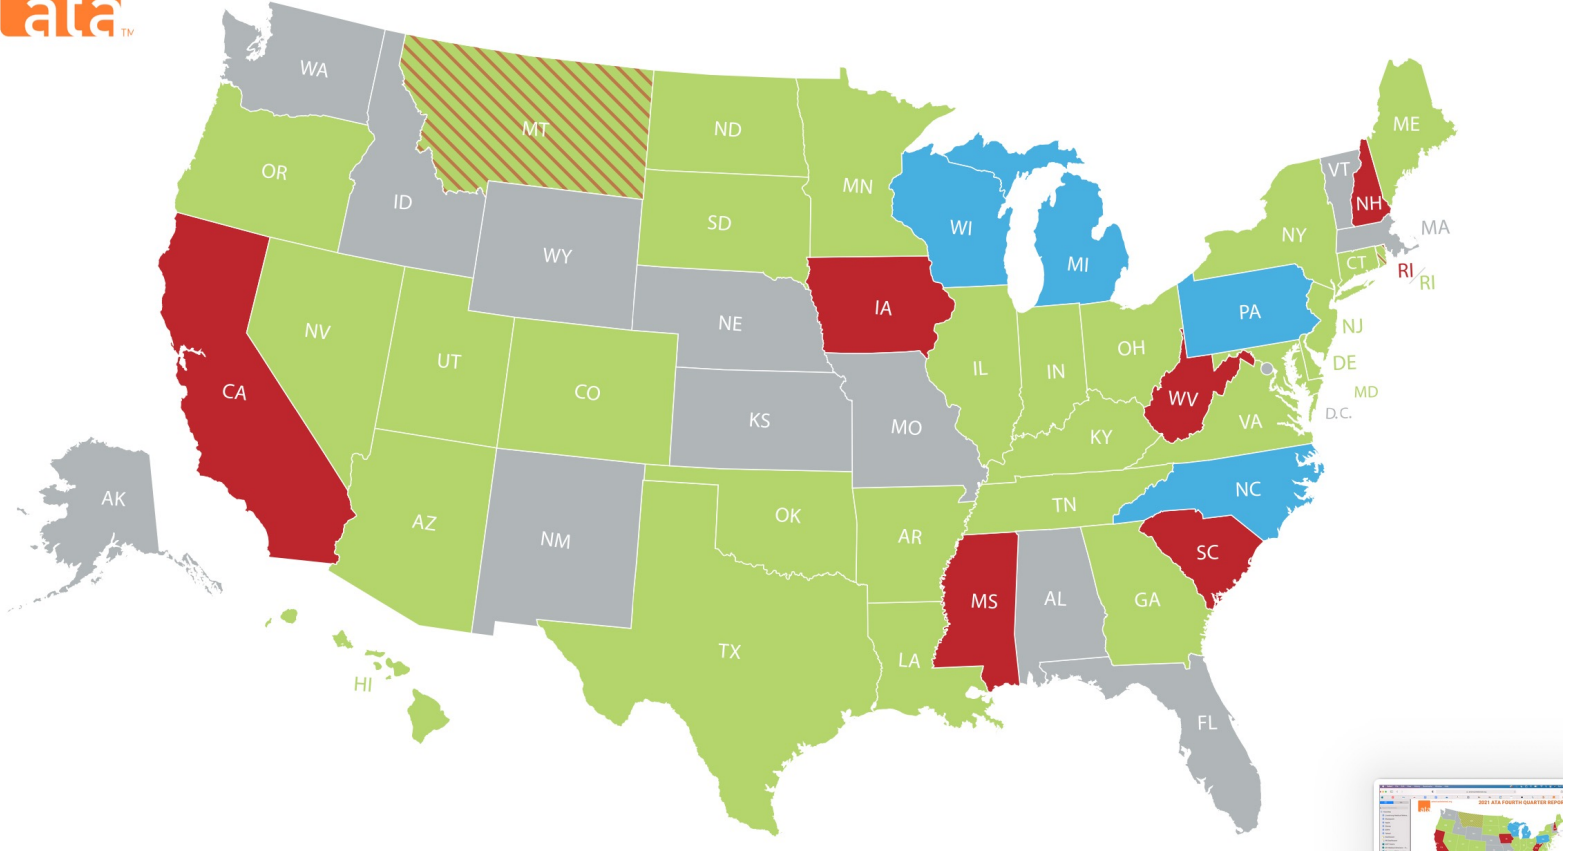 ata TM
WA
MT
ND
MN
ME
VT
NH
OR
ID
SD
WI
MI
NY
MA
CT
RI
RI
WY
IA
PA
NJ
NV
UT
CO
NE
IL
IN
OH
DE
MD
D.C.
CA
KS
MO
WV
VA
KY
AK
AZ
NM
OK
AR
TN
NC
SC
MS
AL
GA
HI
TX
LA
FL
2021 ATA FOURTH QUARTER REPOR